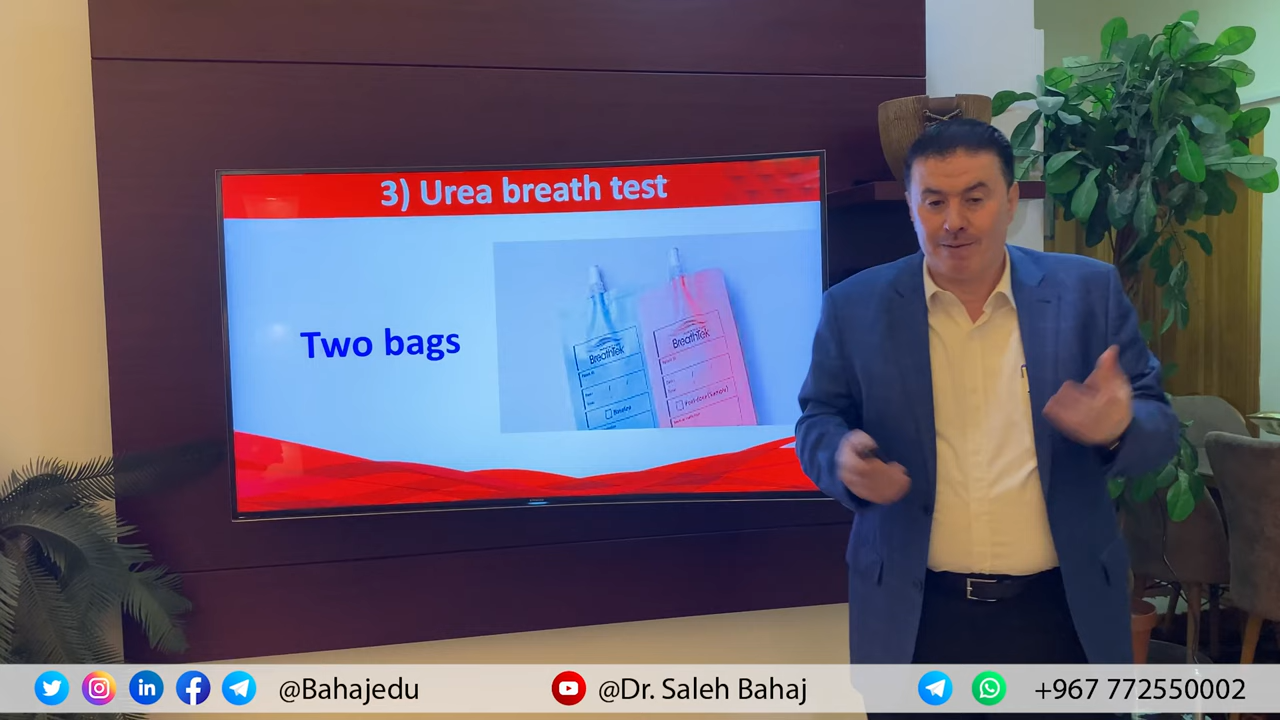 3) Urea breath test
Two bags
BreathTek
BreathTek
Baseline
@Bahajedu
@Dr. Saleh Bahaj
+967 772550002